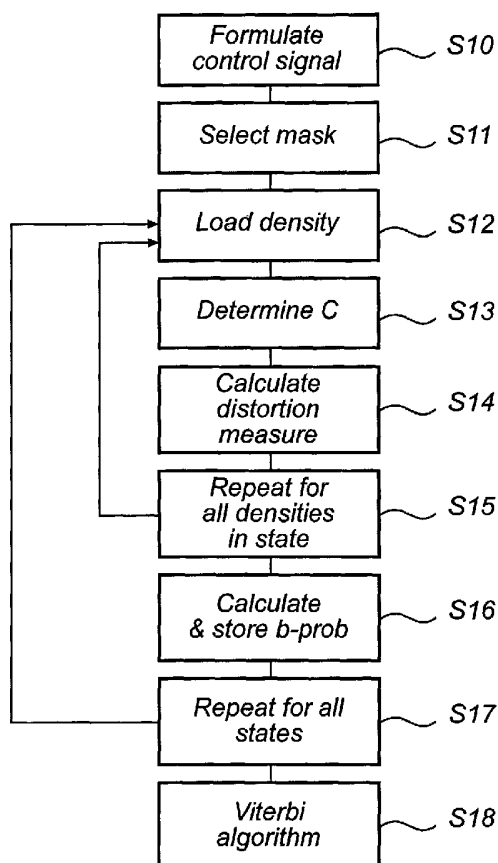 Formulate
control signal
S10
Select mask
S11
Load density
S12
Determine C
S13
Calculate
distortion
measure
S14
Repeat for
all densities
in state
S15
Calculate
& store b-prob
S16
Repeat for all
states
S17
Viterbi
algorithm
S18